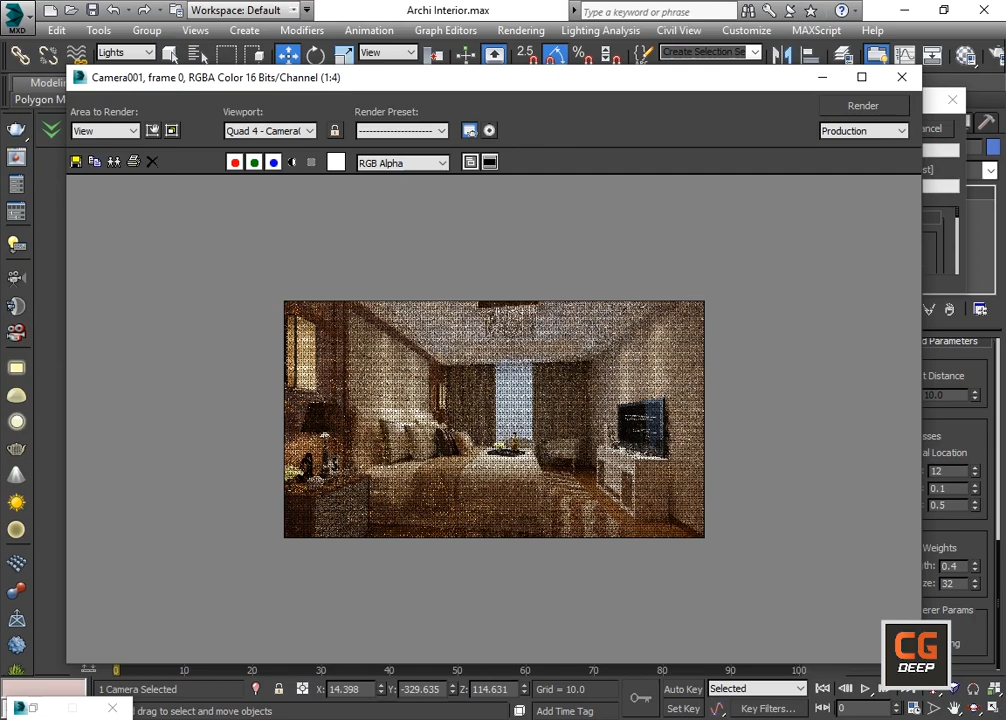 MXD
Workspace: Default
Archi Interior.max
Type a keyword or phrase
Edit Tools Group Views Create Modifiers Animation Graph Editors Rendering Lighting Analysis Civil View Customize MAXScript Help
Lights
View
2.5
Create Selection Se
Modelin
Polygon M
Camera001, frame 0, RGBA Color 16 Bits/Channel (1:4)
Area to Render:
View
Viewport:
Quad 4 - Camera
Render Preset:
Render
Production
RGB Alpha
ancel
st]
d Parameters
t Distance
10.0
sses
al Location
12
0.1
0.5
Weights
th: 0.4
ze: 32
erer Params
ng
CG
DEEP
0 10 20 30 40 50 60 70 80 90 100
1 Camera Selected
X: 14.398 Y: -329.635 Z: 114.631 Grid = 10.0
Auto Key Selected
drag to select and move objects
Add Time Tag
Set Key Key Filters...
0